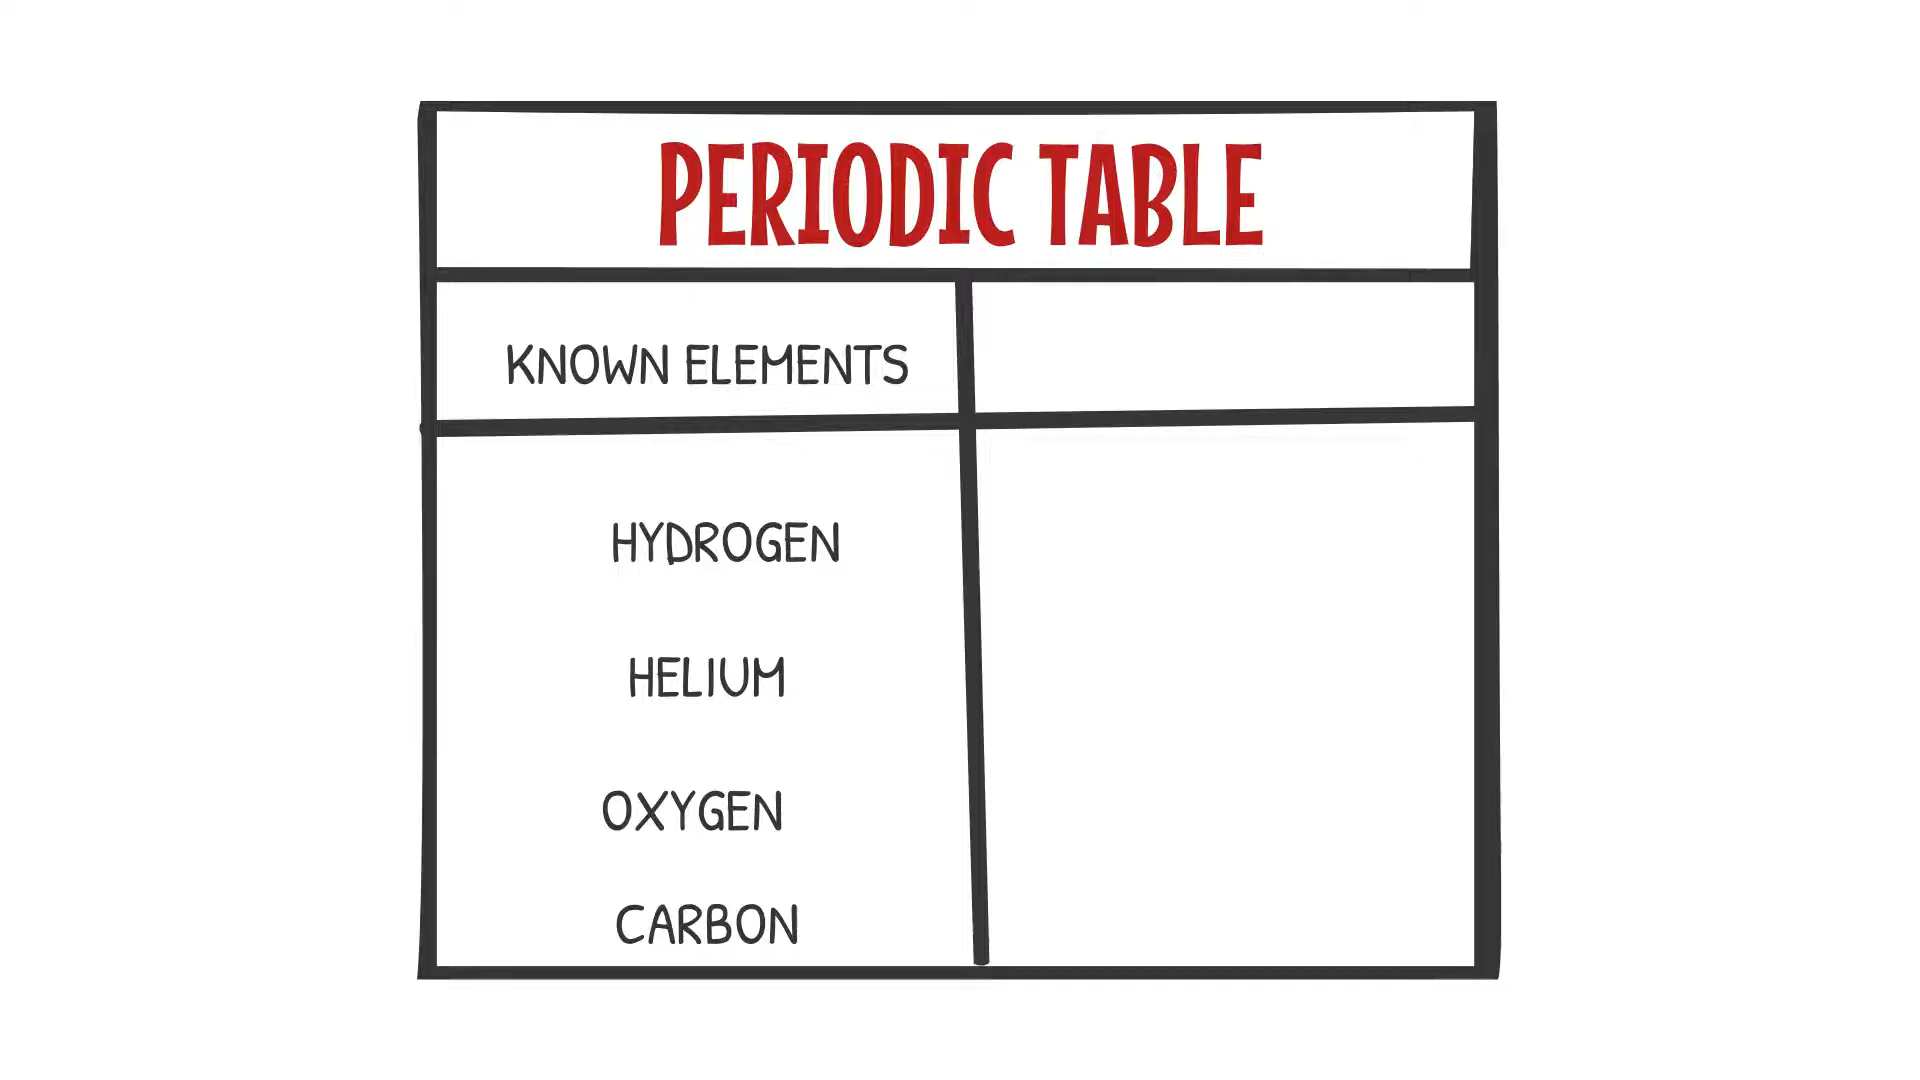 PERIODIC TABLE
KNOWN ELEMENTS
HYDROGEN
HELIUM
OXYGEN
CARBON